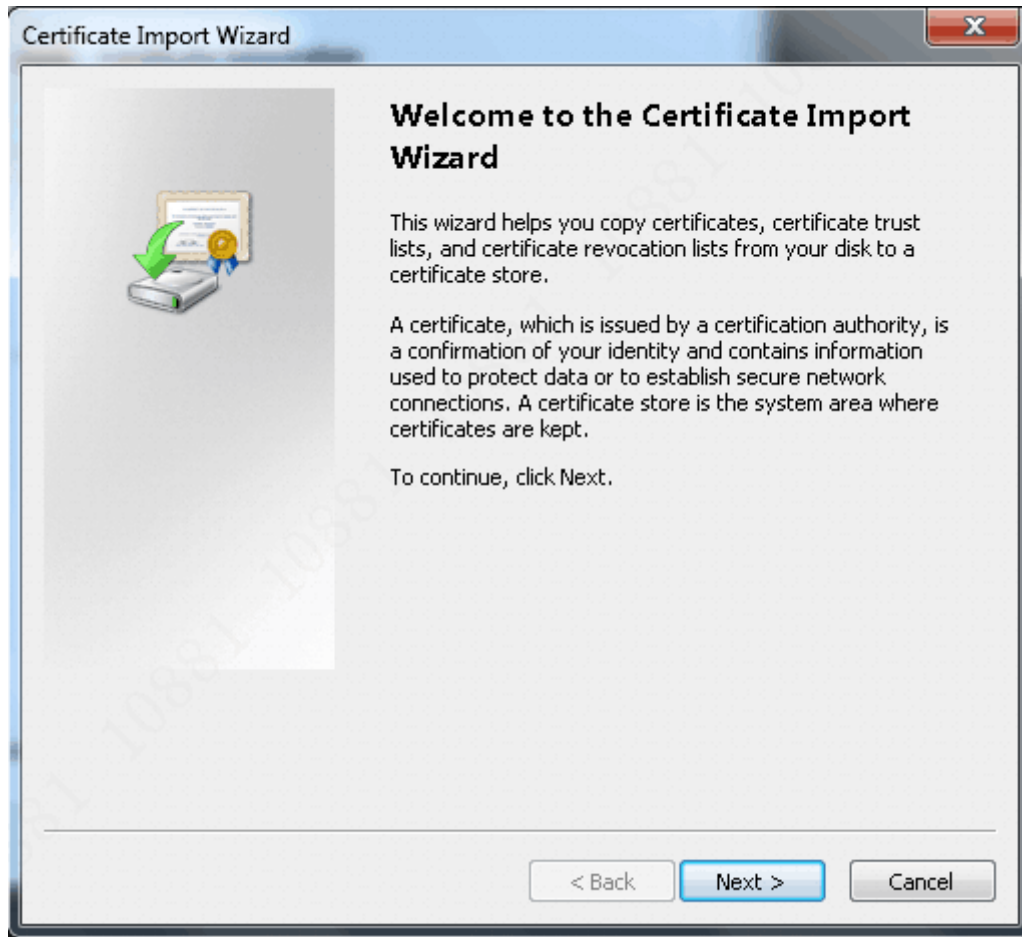 Certificate Import Wizard
Welcome to the Certificate Import
Wizard
This wizard helps you copy certificates, certificate trust
lists, and certificate revocation lists from your disk to a
certificate store.
A certificate, which is issued by a certification authority, is
a confirmation of your identity and contains information
used to protect data or to establish secure network
connections. A certificate store is the system area where
certificates are kept.
To continue, click Next.
< Back Next > Cancel